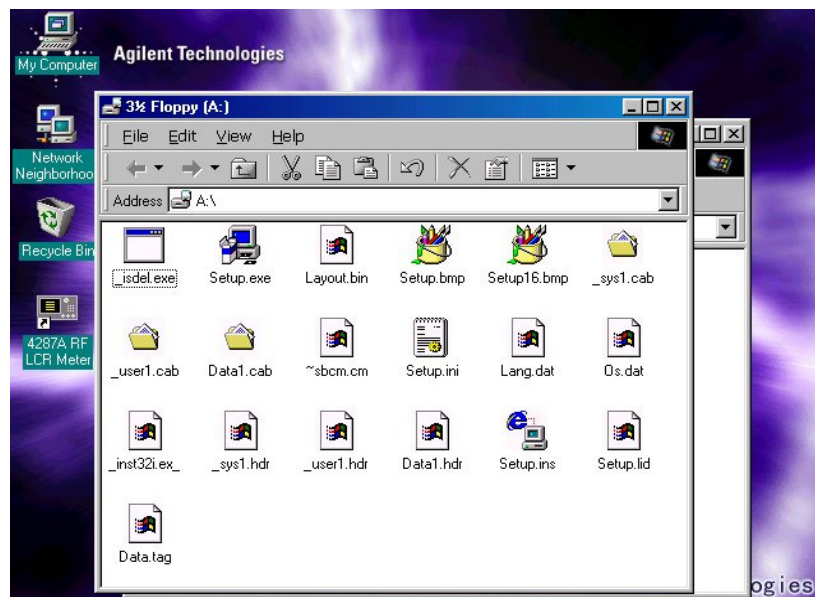 My Computer
Agilent Technologies
3½ Floppy (A:)
File Edit View Help
Address A:\
Network
Neighborhoo
Recycle Bin
4287A RF
LCR Meter
_isdel.exe Setup.exe Layout.bin Setup.bmp Setup16.bmp _sys1.cab
_user1.cab Data1.cab ~sbcm.cm Setup.ini Lang.dat Os.dat
_inst32i.ex_ _sys1.hdr _user1.hdr Data1.hdr Setup.ins Setup.lid
Data.tag
ogies